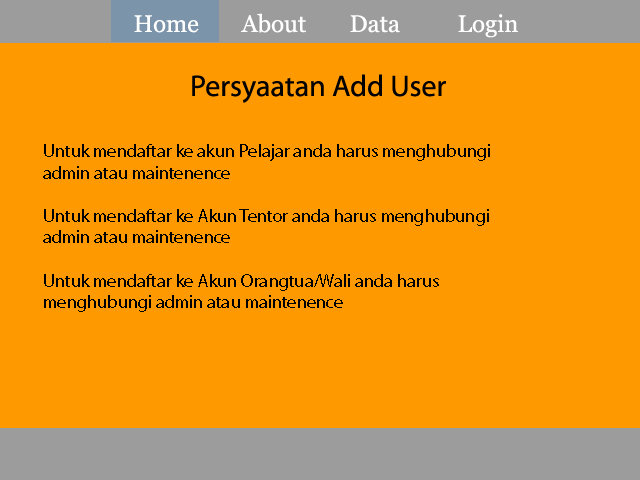 Home About Data Login
Persyaatan Add User
Untuk mendaftar ke akun Pelajar anda harus menghubungi
admin atau maintenence
Untuk mendaftar ke Akun Tentor anda harus menghubungi
admin atau maintenence
Untuk mendaftar ke Akun Orangtua/Wali anda harus
menghubungi admin atau maintenence